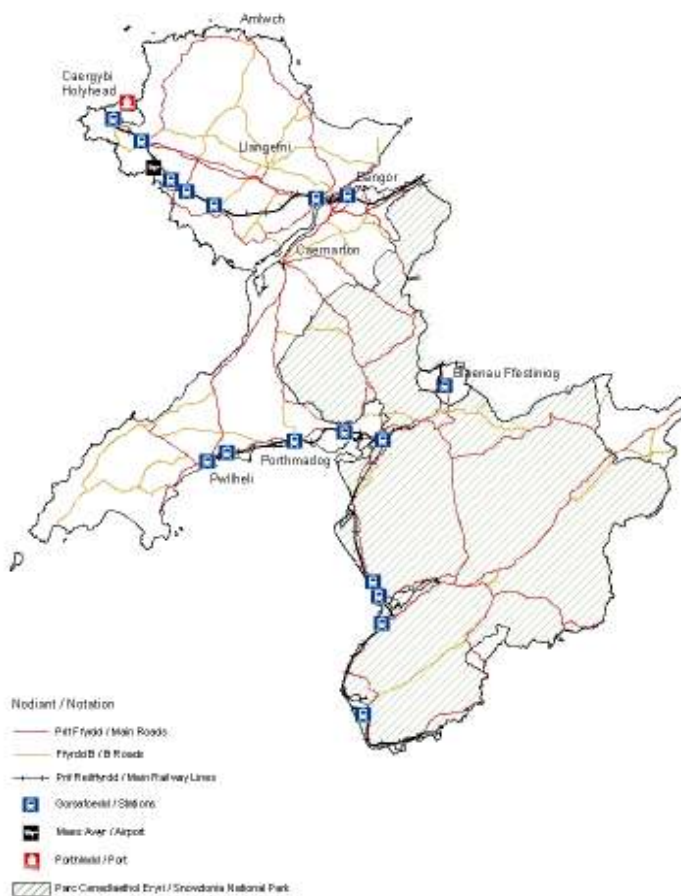 Amlwch
Caergybi
Holyhead
Llangefni
Bangor
Caernarfon
Blaenau Ffestiniog
Porthmadog
Pwllheli
Nodiant / Notation
Prif Ffyrdd / Main Roads
Ffyrdd B / B Roads
Prif Reilffyrdd / Main Railway Lines
Gorsafoedd / Stations
Maes Awyr / Airport
Porthladd / Port
Parc Cenedlaethol Eryri / Snowdonia National Park